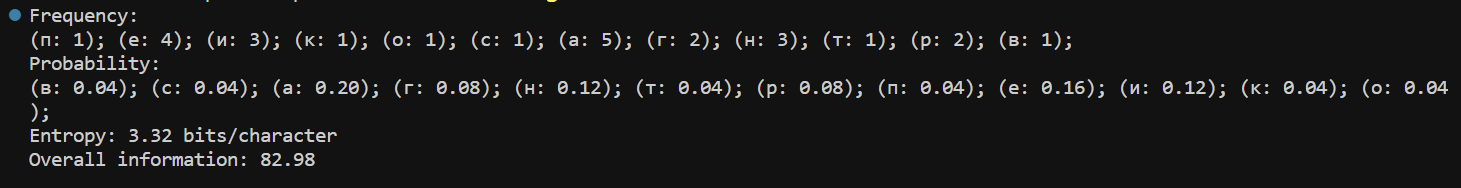 Frequency:
(п: 1); (е: 4); (и: 3); (к: 1); (о: 1); (с: 1); (а: 5); (г: 2); (н: 3); (т: 1); (р: 2); (в: 1);
Probability:
(в: 0.04); (с: 0.04); (а: 0.20); (г: 0.08); (н: 0.12); (т: 0.04); (р: 0.08); (п: 0.04); (е: 0.16); (и: 0.12); (к: 0.04); (о: 0.04
);
Entropy: 3.32 bits/character
Overall information: 82.98